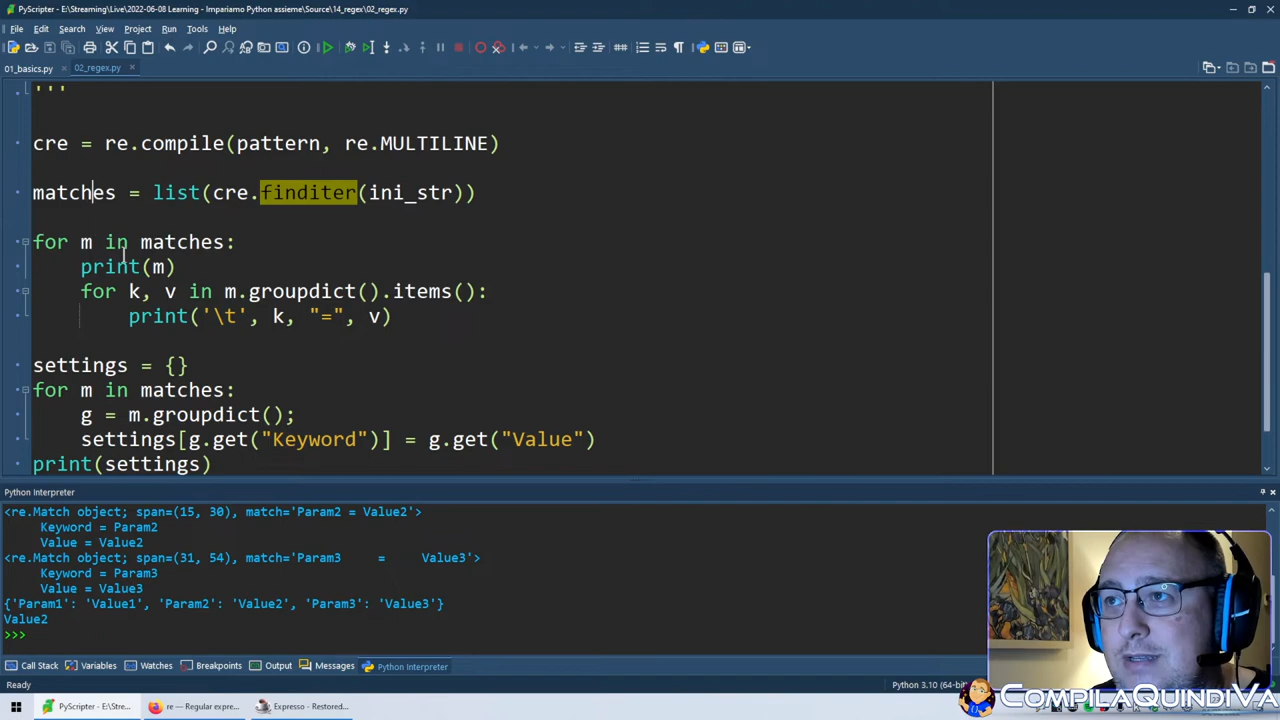 PyScripter - E:\Streaming\Live\2022-06-08 Learning - Impariamo Python assieme\Source\14_regex\02_regex.py
File Edit Search View Project Run Tools Help
01_basics.py 02_regex.py
'''
cre = re.compile(pattern, re.MULTILINE)
matches = list(cre.finditer(ini_str))
for m in matches:
print(m)
for k, v in m.groupdict().items():
print('\t', k, "=", v)
settings = {}
for m in matches:
g = m.groupdict();
settings[g.get("Keyword")] = g.get("Value")
print(settings)
Python Interpreter
<re.Match object; span=(15, 30), match='Param2 = Value2'>
Keyword = Param2
Value = Value2
<re.Match object; span=(31, 54), match='Param3     =     Value3'>
Keyword = Param3
Value = Value3
{'Param1': 'Value1', 'Param2': 'Value2', 'Param3': 'Value3'}
Value2
>>>
Call Stack Variables Watches Breakpoints Output Messages Python Interpreter
Ready Python 3.10 (64-bit)
PyScripter - E:\Stre... re — Regular expre... Expresso - Restored...
COMPILAQUINDIVA